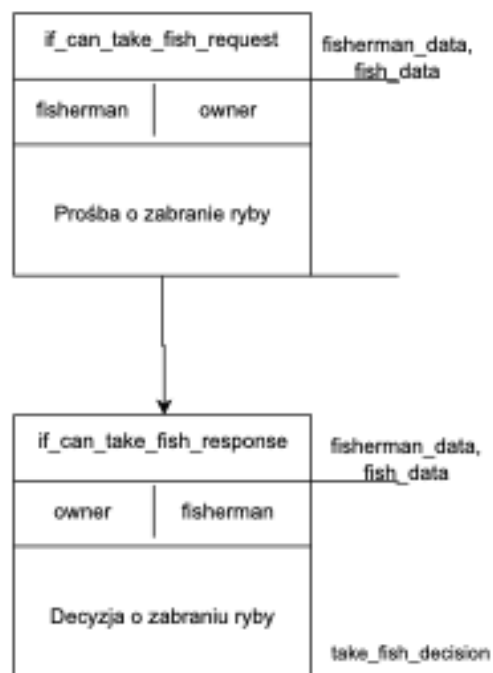 if_can_take_fish_request
fisherman_data,
fish_data
fisherman owner
Prośba o zabranie ryby
if_can_take_fish_response
fisherman_data,
fish_data
owner fisherman
Decyzja o zabraniu ryby
take_fish_decision